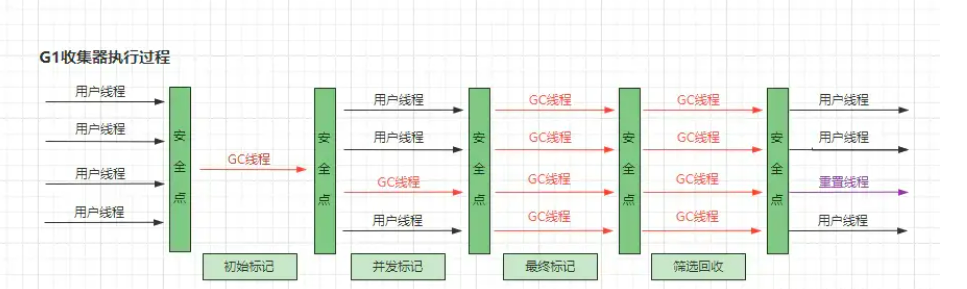 G1收集器执行过程
用户线程
用户线程
用户线程
用户线程
安全点
GC线程
安全点
用户线程
用户线程
GC线程
用户线程
安全点
GC线程
GC线程
GC线程
GC线程
安全点
GC线程
GC线程
GC线程
GC线程
安全点
用户线程
用户线程
重置线程
用户线程
初始标记
并发标记
最终标记
筛选回收